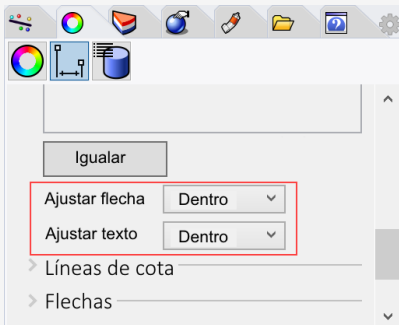 Igualar
Ajustar flecha Dentro
Ajustar texto Dentro
Líneas de cota
Flechas